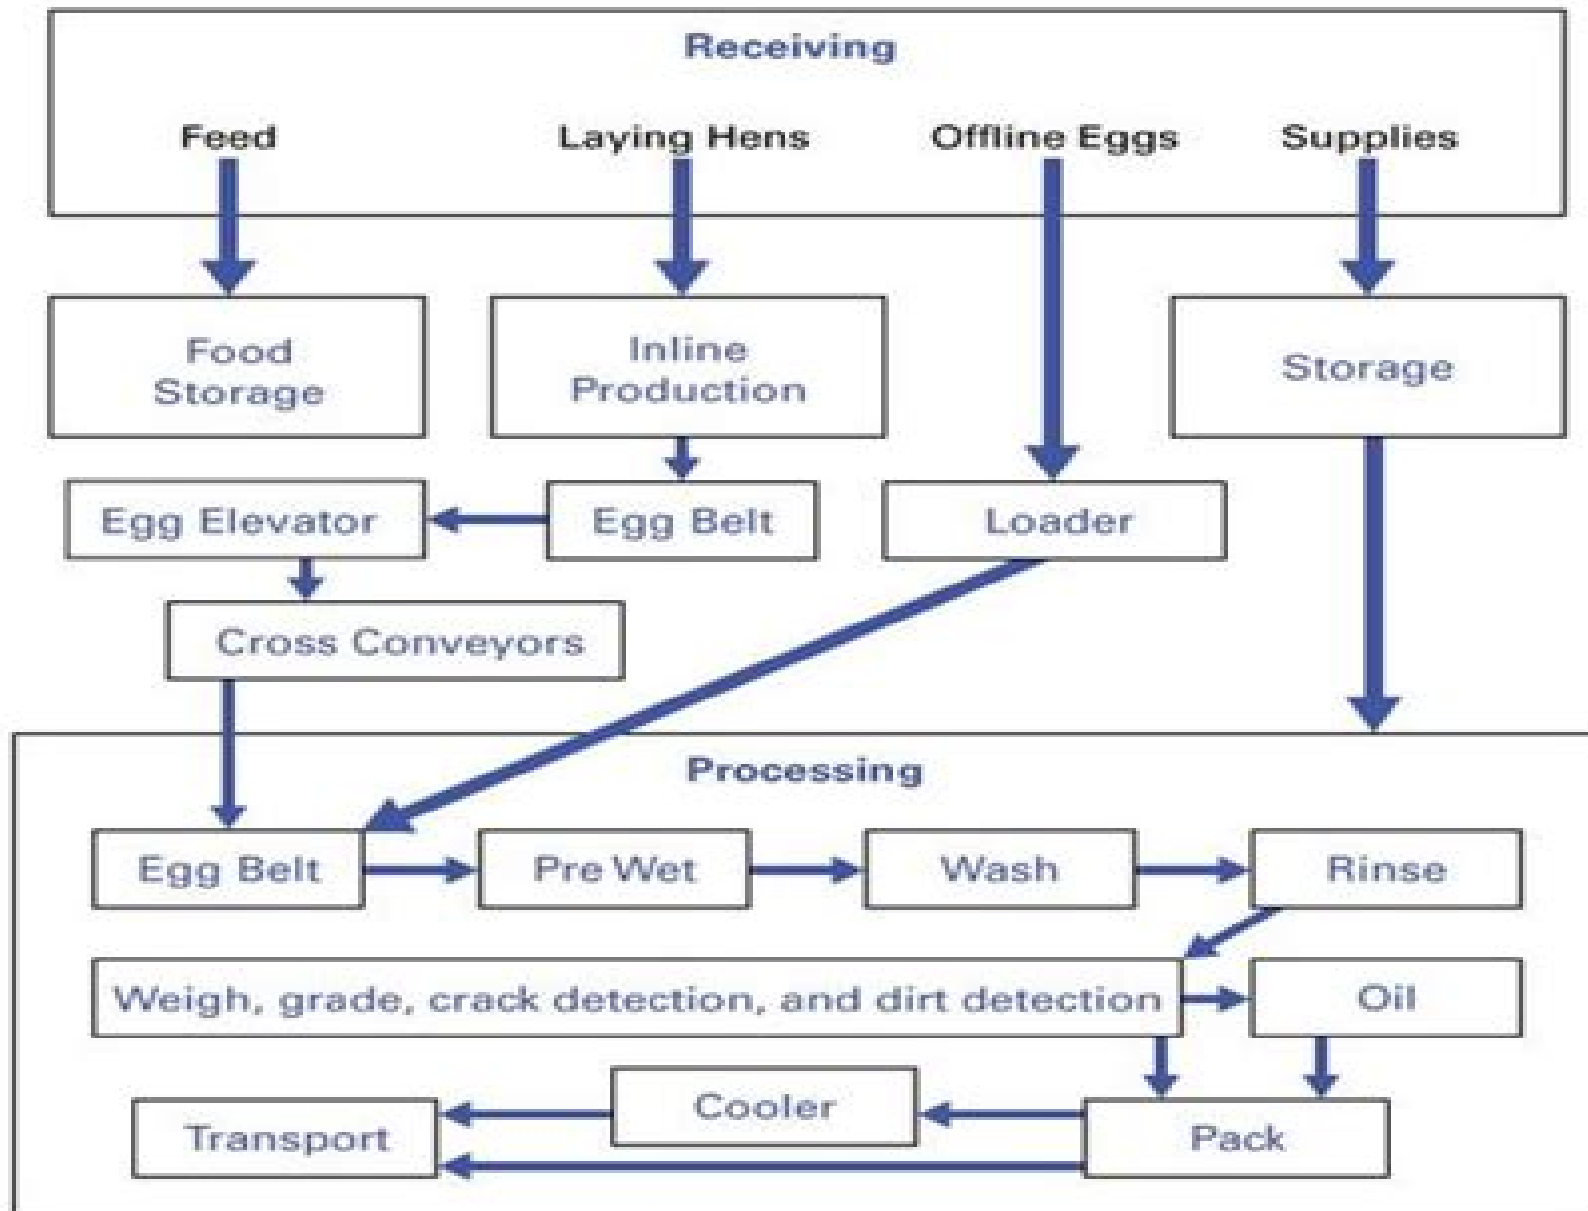 Receiving
Feed Laying Hens Offline Eggs Supplies
Food
Storage
Inline
Production
Storage
Egg Elevator
Egg Belt
Loader
Cross Conveyors
Processing
Egg Belt
Pre Wet
Wash
Rinse
Weigh, grade, crack detection, and dirt detection
Oil
Transport
Cooler
Pack